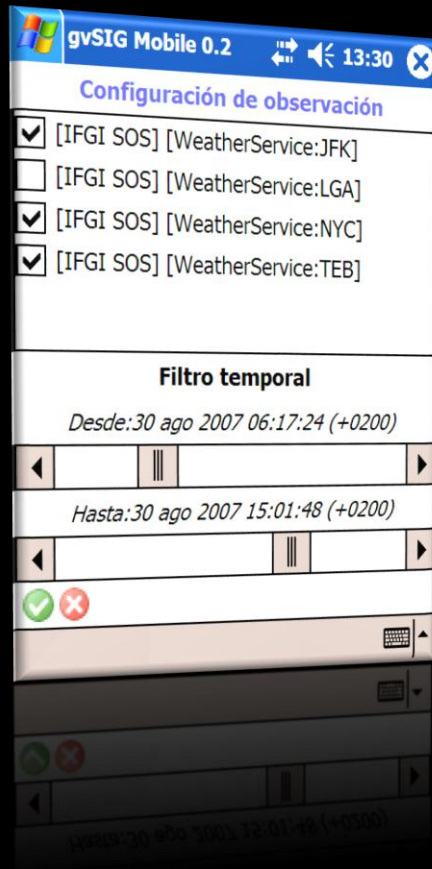 gvSIG Mobile 0.2 13:30
Configuración de observación
[IFGI SOS] [WeatherService:JFK]
[IFGI SOS] [WeatherService:LGA]
[IFGI SOS] [WeatherService:NYC]
[IFGI SOS] [WeatherService:TEB]
Filtro temporal
Desde:30 ago 2007 06:17:24 (+0200)
Hasta:30 ago 2007 15:01:48 (+0200)